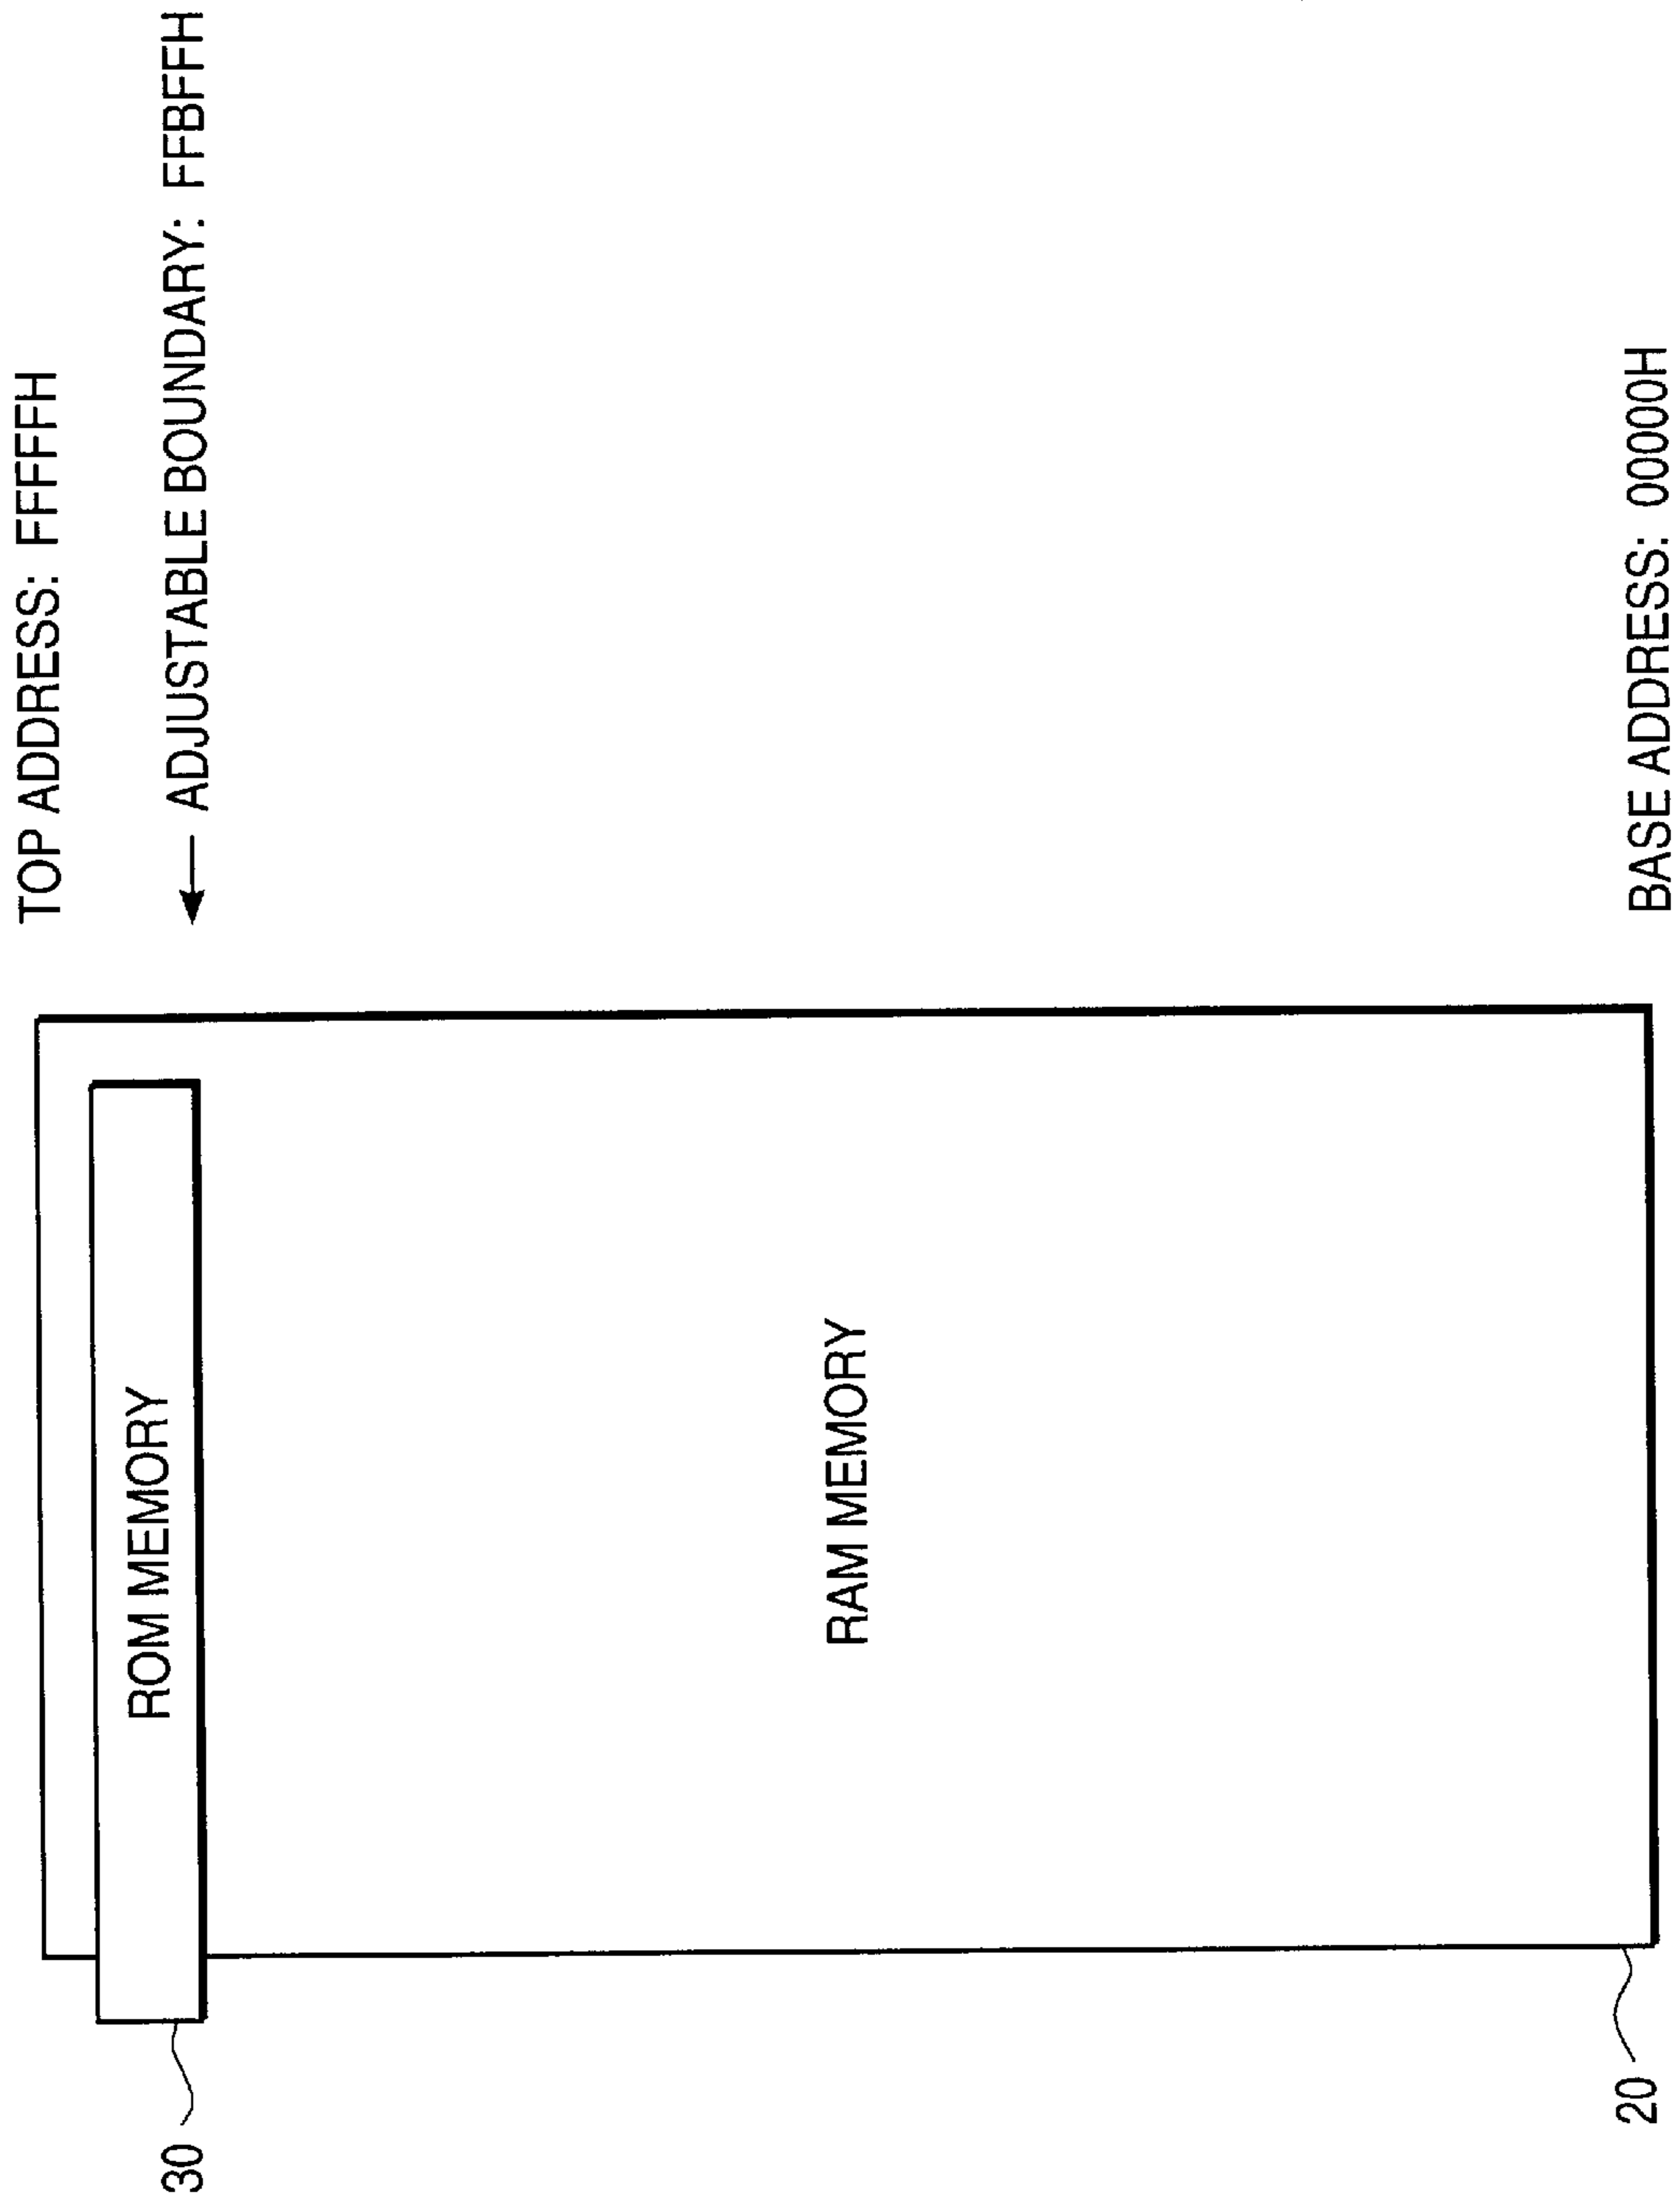 TOP ADDRESS: FFFFFH
ADJUSTABLE BOUNDARY: FFBFFH
30
ROM MEMORY
RAM MEMORY
20
BASE ADDRESS: 00000H